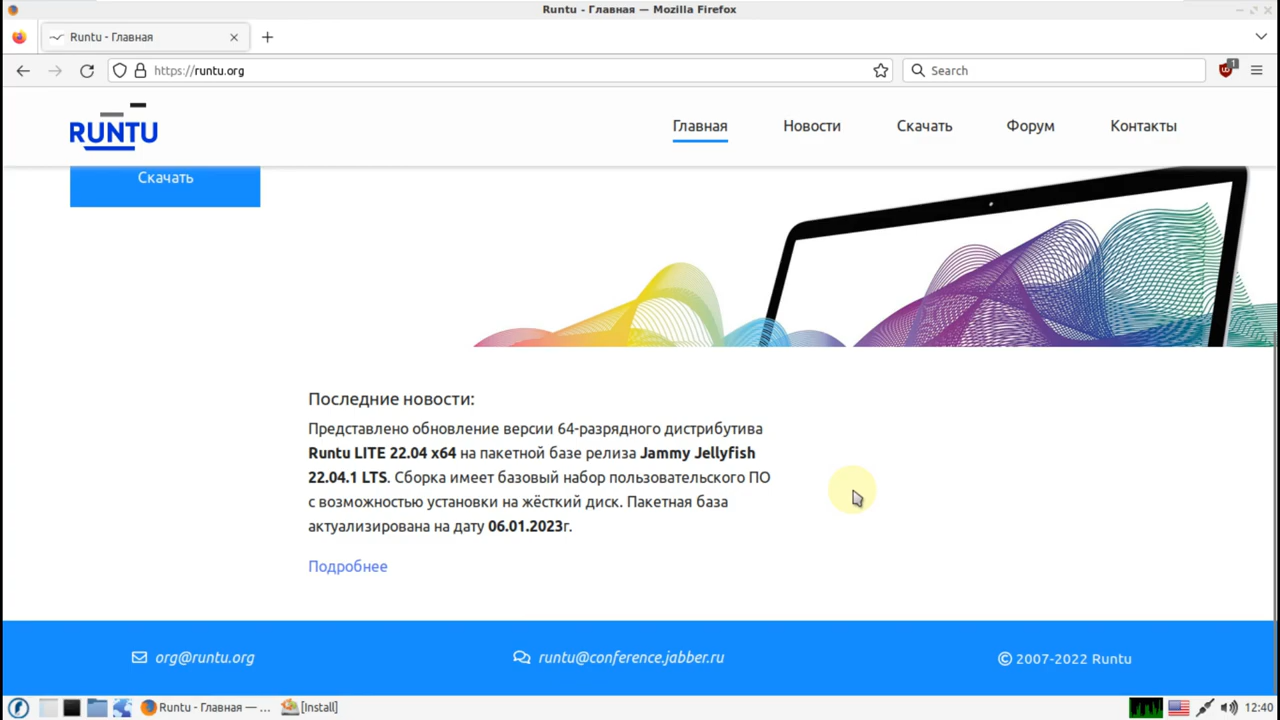 Runtu - Главная — Mozilla Firefox
Runtu - Главная
https://runtu.org
Search
1
RUNTU
Главная
Новости
Скачать
Форум
Контакты
Скачать
Последние новости:
Представлено обновление версии 64-разрядного дистрибутива
Runtu LITE 22.04 x64 на пакетной базе релиза Jammy Jellyfish
22.04.1 LTS. Сборка имеет базовый набор пользовательского ПО
с возможностью установки на жёсткий диск. Пакетная база
актуализирована на дату 06.01.2023г.
Подробнее
org@runtu.org
runtu@conference.jabber.ru
© 2007-2022 Runtu
Runtu - Главная — ...
[Install]
12:40